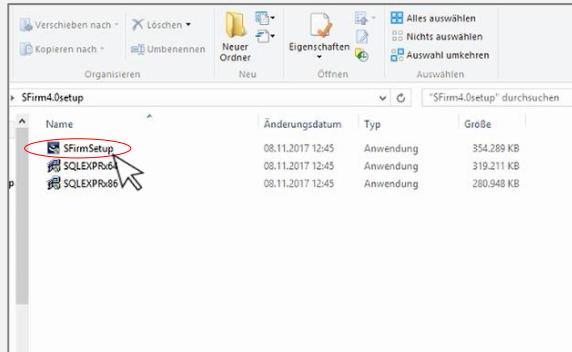 Verschieben nach
Löschen
Kopieren nach
Umbenennen
Neuer
Ordner
Eigenschaften
Alles auswählen
Nichts auswählen
Auswahl umkehren
Organisieren
Neu
Öffnen
Auswählen
SFirm4.0setup
"SFirm4.0setup" durchsuchen
Name
Änderungsdatum
Typ
Größe
SFirmSetup
08.11.2017 12:45
Anwendung
354.289 KB
SQLEXPRx64
08.11.2017 12:45
Anwendung
319.211 KB
SQLEXPRx86
08.11.2017 12:45
Anwendung
280.948 KB